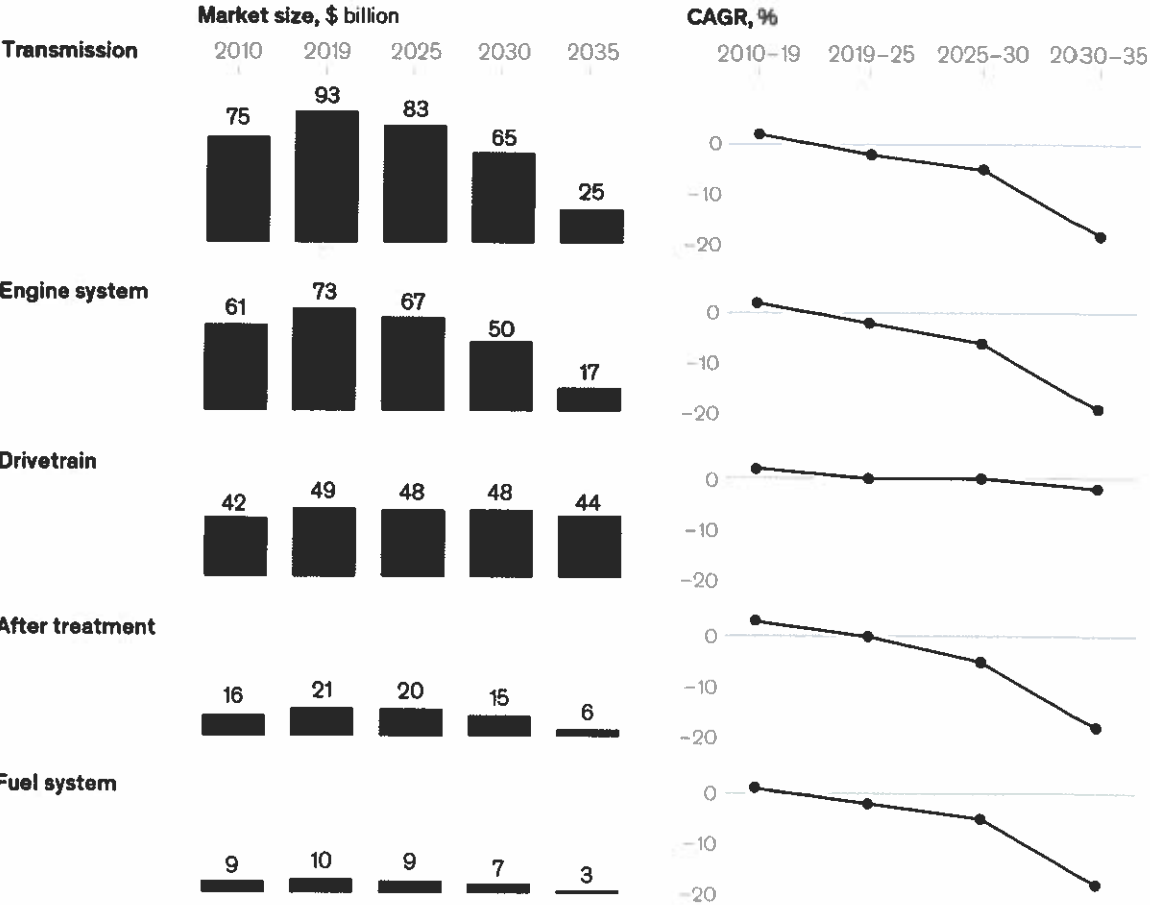 Market size, $ billion CAGR, %
Transmission 2010 2019 2025 2030 2035 2010–19 2019–25 2025–30 2030–35
75 93 83 65 25
0
–10
–20
Engine system
61 73 67 50 17
0
–10
–20
Drivetrain
42 49 48 48 44
0
–10
–20
After treatment
16 21 20 15 6
0
–10
–20
Fuel system
9 10 9 7 3
0
–10
–20